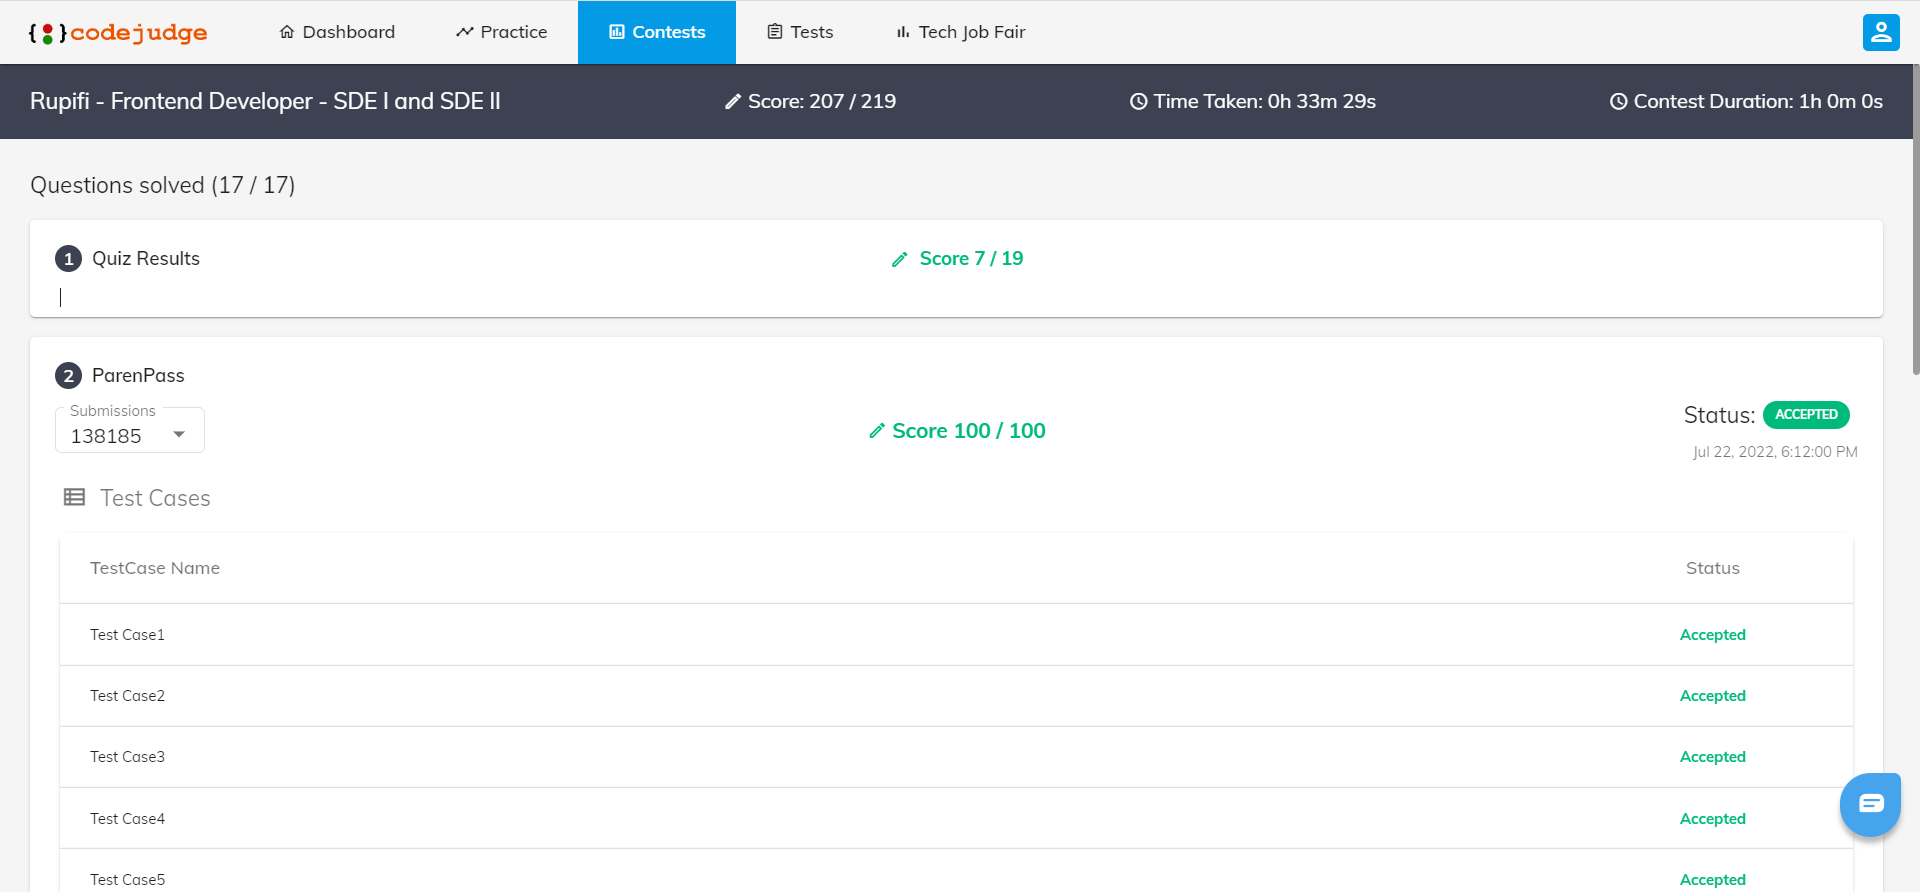 { }codejudge Dashboard Practice Contests Tests Tech Job Fair
Rupifi - Frontend Developer - SDE I and SDE II Score: 207 / 219 Time Taken: 0h 33m 29s Contest Duration: 1h 0m 0s
Questions solved (17 / 17)
1 Quiz Results Score 7 / 19
2 ParenPass
Submissions
138185
Score 100 / 100
Status: ACCEPTED
Jul 22, 2022, 6:12:00 PM
Test Cases
TestCase Name Status
Test Case1 Accepted
Test Case2 Accepted
Test Case3 Accepted
Test Case4 Accepted
Test Case5 Accepted